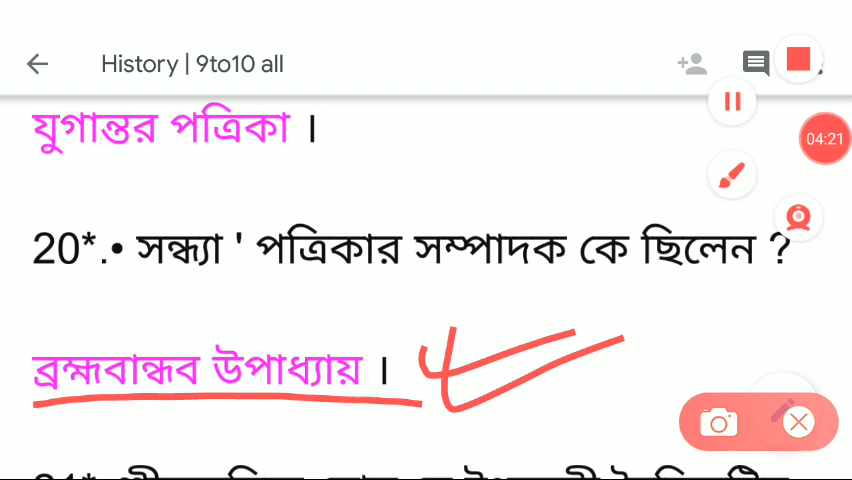 History | 9to10 all
04:21
যুগান্তর পত্রিকা ।
20*.• সন্ধ্যা ' পত্রিকার সম্পাদক কে ছিলেন ?
ব্রহ্মবান্ধব উপাধ্যায় ।